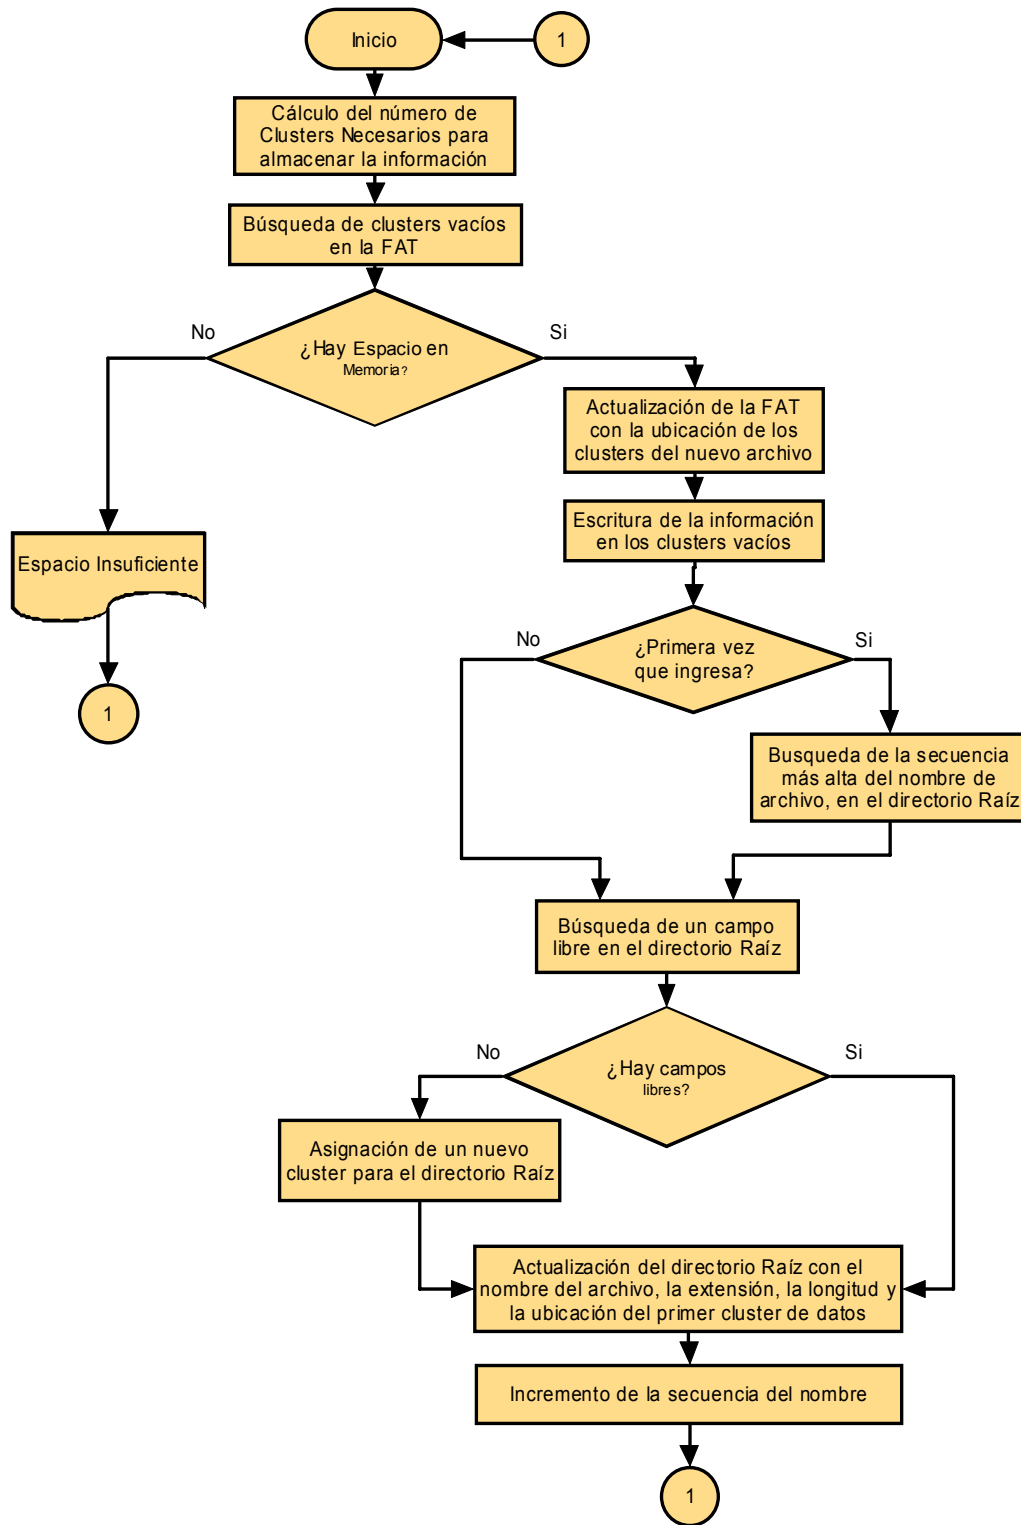 Inicio
1
Cálculo del número de
Clusters Necesarios para
almacenar la información
Búsqueda de clusters vacíos
en la FAT
No
Si
¿Hay Espacio en
Memoria?
Actualización de la FAT
con la ubicación de los
clusters del nuevo archivo
Escritura de la información
en los clusters vacíos
Espacio Insuficiente
1
No
Si
¿Primera vez
que ingresa?
Busqueda de la secuencia
más alta del nombre de
archivo, en el directorio Raíz
Búsqueda de un campo
libre en el directorio Raíz
No
Si
¿Hay campos
libres?
Asignación de un nuevo
cluster para el directorio Raíz
Actualización del directorio Raíz con el
nombre del archivo, la extensión, la longitud y
la ubicación del primer cluster de datos
Incremento de la secuencia del nombre
1